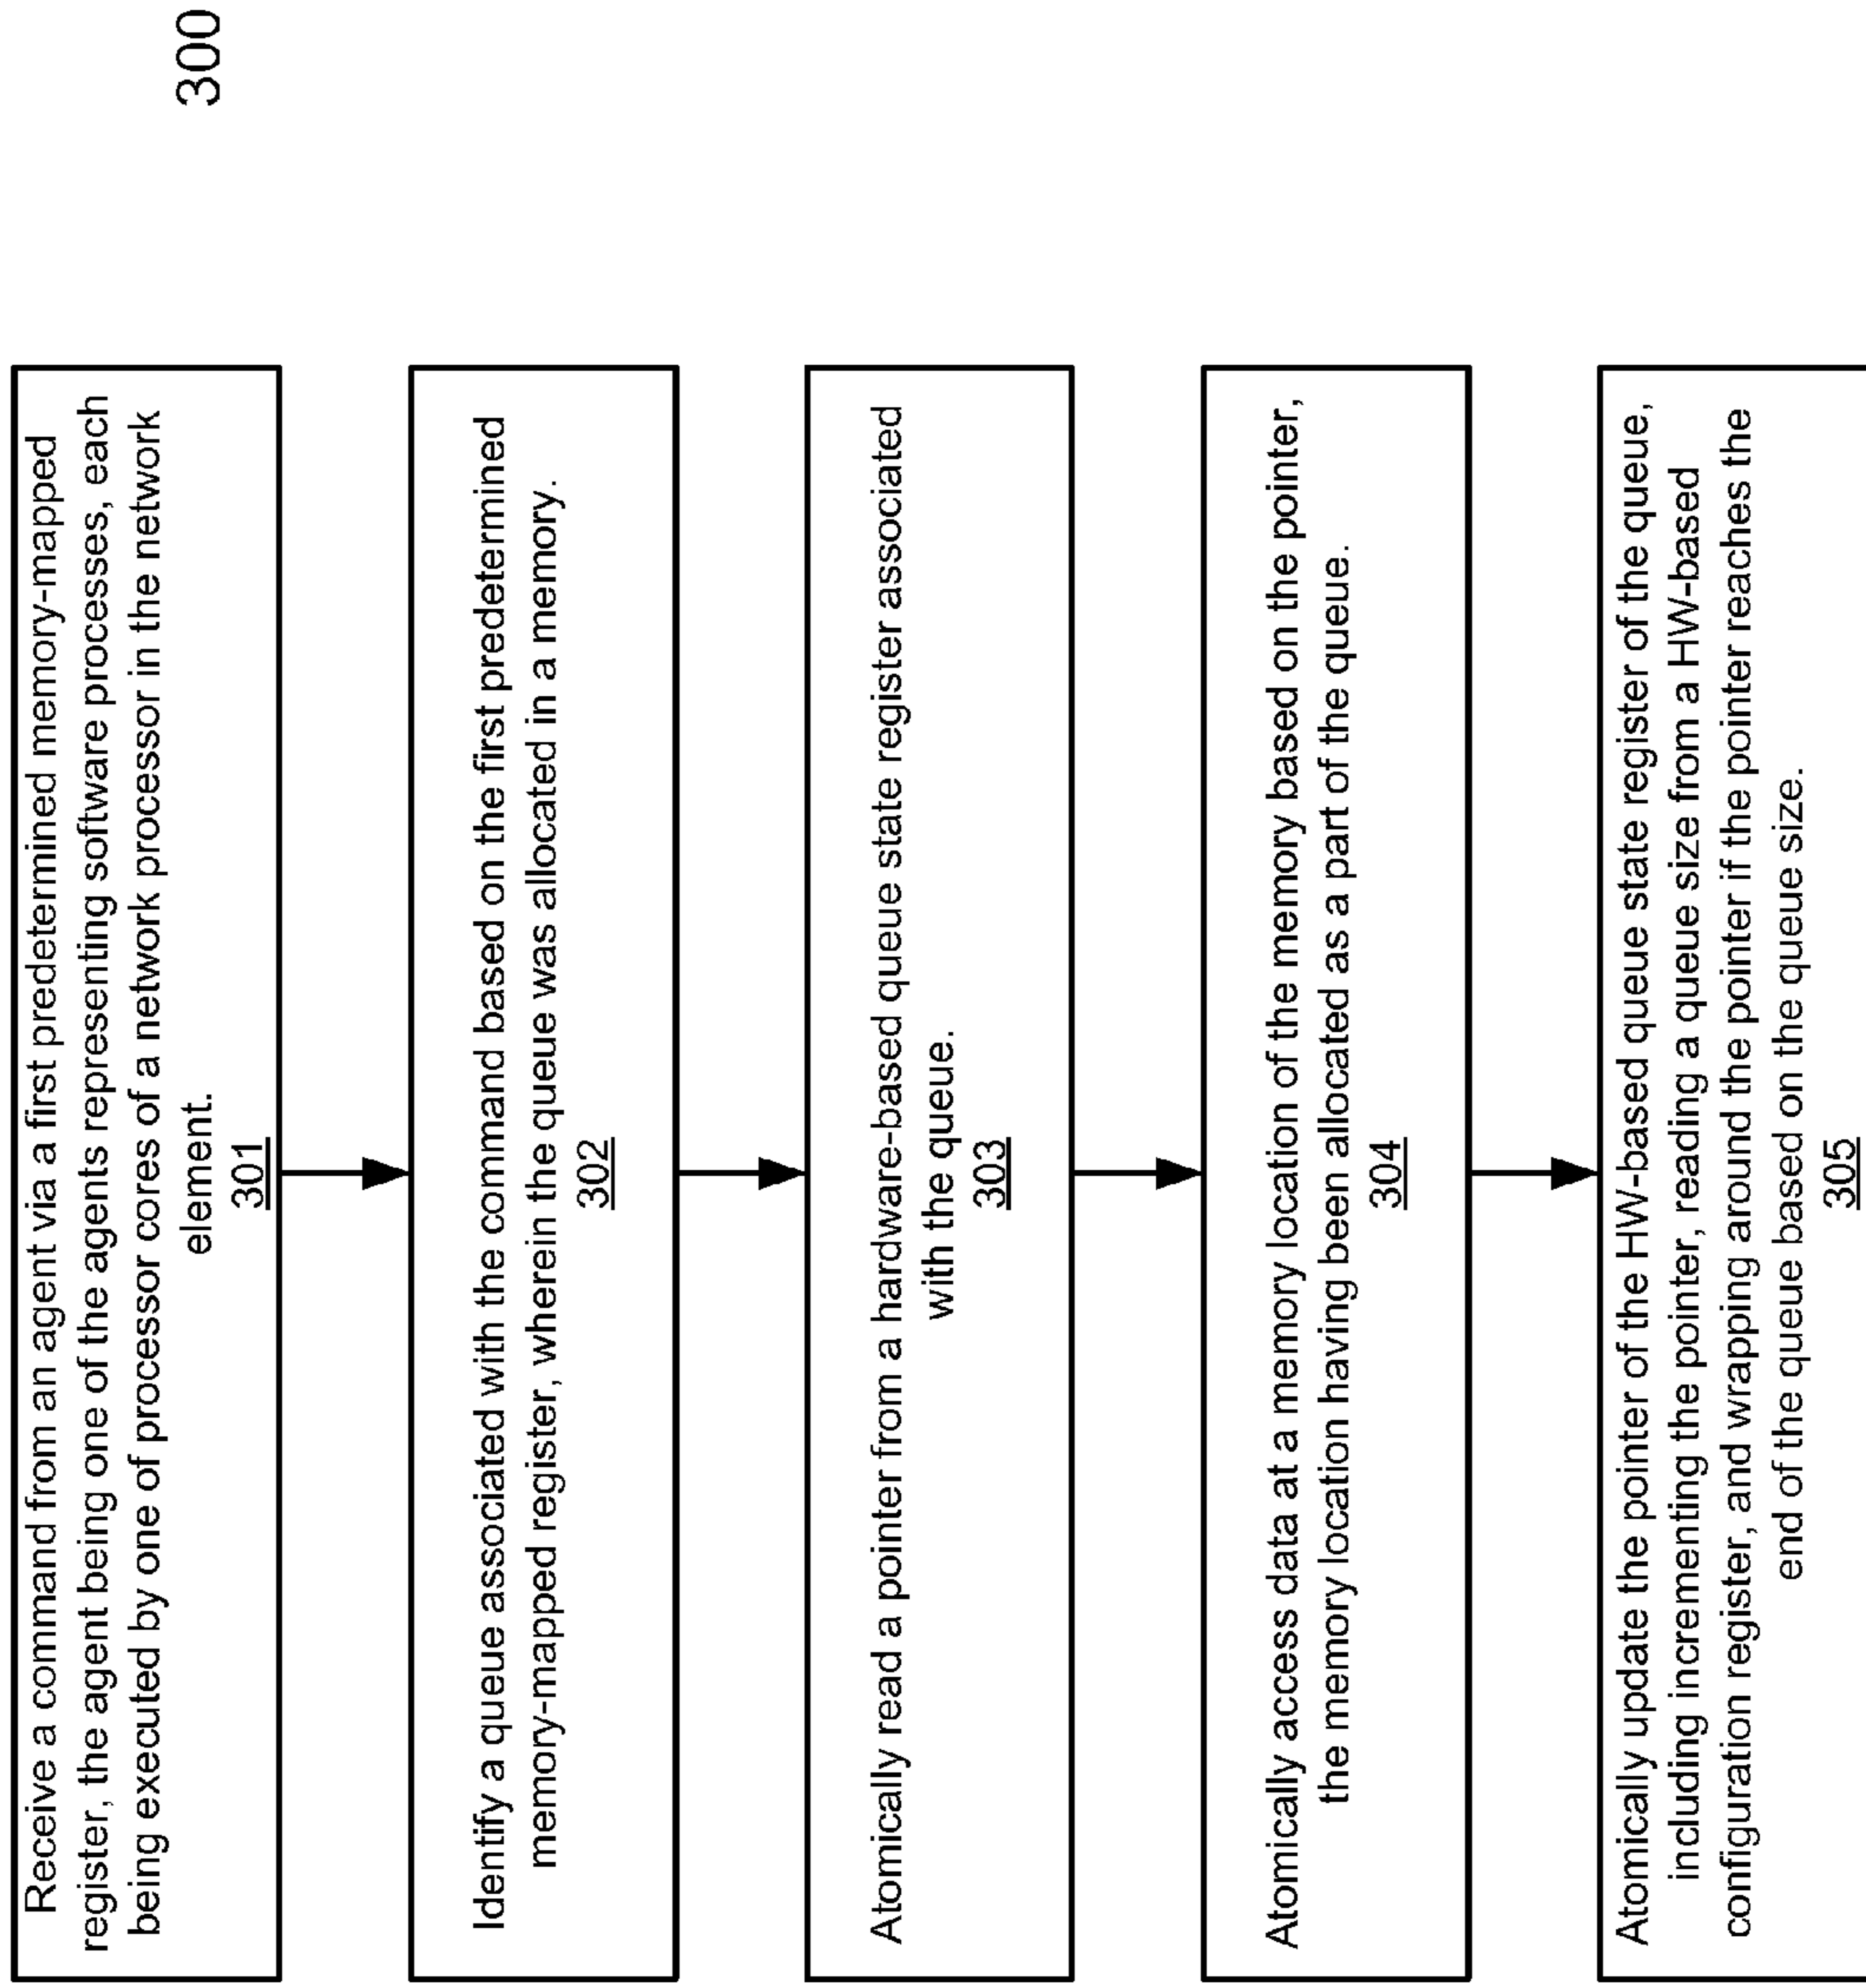 300
Receive a command from an agent via a first predetermined memory-mapped
register, the agent being one of the agents representing software processes, each
being executed by one of processor cores of a network processor in the network
element.
301
Identify a queue associated with the command based on the first predetermined
memory-mapped register, wherein the queue was allocated in a memory.
302
Atomically read a pointer from a hardware-based queue state register associated
with the queue.
303
Atomically access data at a memory location of the memory based on the pointer,
the memory location having been allocated as a part of the queue.
304
Atomically update the pointer of the HW-based queue state register of the queue,
including incrementing the pointer, reading a queue size from a HW-based
configuration register, and wrapping around the pointer if the pointer reaches the
end of the queue based on the queue size.
305